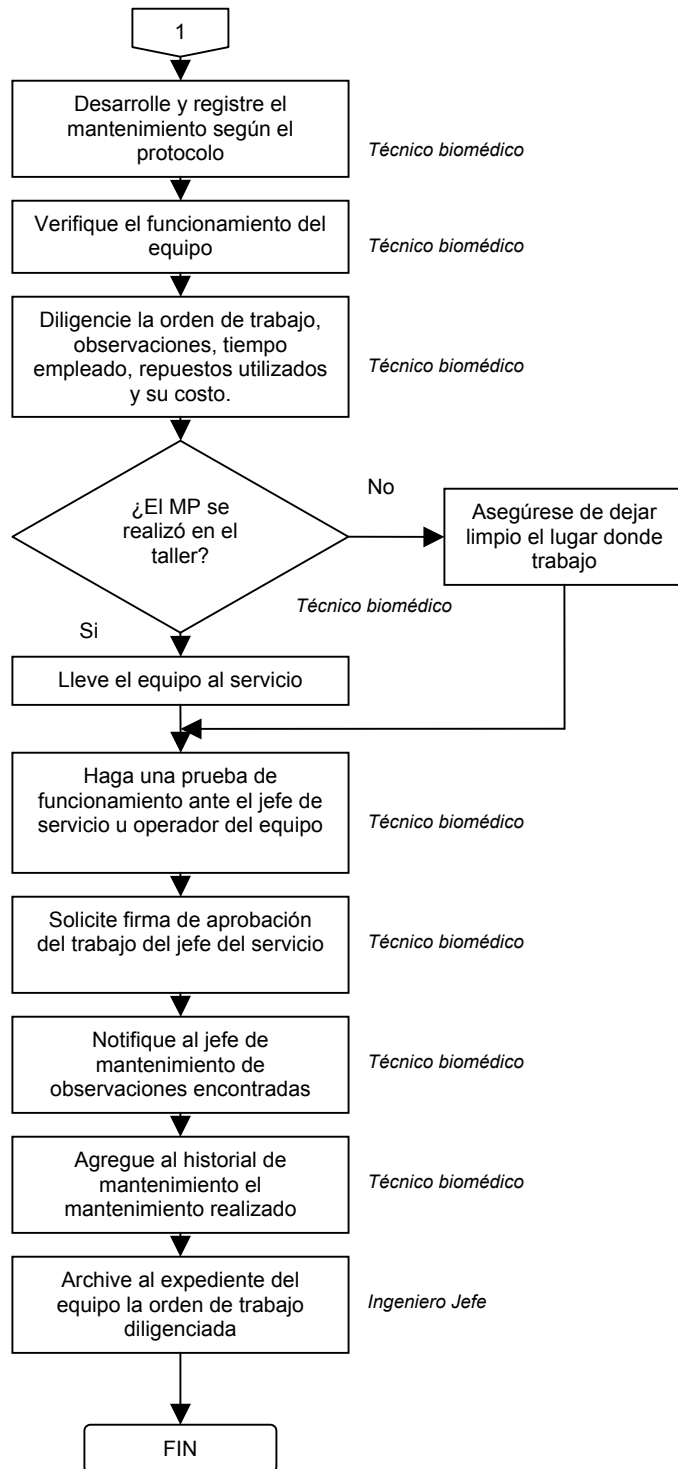 1
Desarrolle y registre el
mantenimiento según el
protocolo
Técnico biomédico
Verifique el funcionamiento del
equipo
Técnico biomédico
Diligencie la orden de trabajo,
observaciones, tiempo
empleado, repuestos utilizados
y su costo.
Técnico biomédico
¿El MP se
realizó en el
taller?
No
Asegúrese de dejar
limpio el lugar donde
trabajo
Técnico biomédico
Si
Lleve el equipo al servicio
Haga una prueba de
funcionamiento ante el jefe de
servicio u operador del equipo
Técnico biomédico
Solicite firma de aprobación
del trabajo del jefe del servicio
Técnico biomédico
Notifique al jefe de
mantenimiento de
observaciones encontradas
Técnico biomédico
Agregue al historial de
mantenimiento el
mantenimiento realizado
Técnico biomédico
Archive al expediente del
equipo la orden de trabajo
diligenciada
Ingeniero Jefe
FIN